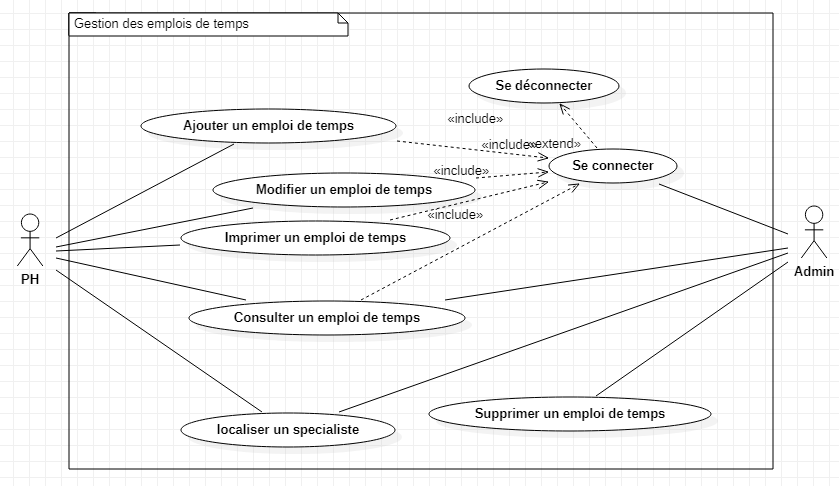 Gestion des emplois de temps
Se déconnecter
«include»
Ajouter un emploi de temps
«include»
«extend»
Se connecter
«include»
Modifier un emploi de temps
«include»
Imprimer un emploi de temps
PH
Admin
Consulter un emploi de temps
Supprimer un emploi de temps
localiser un specialiste